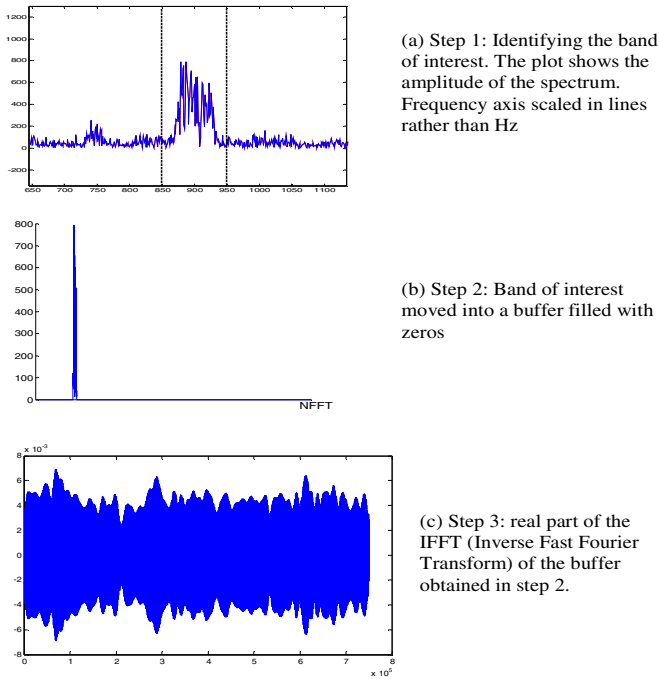 1200
1000
800
600
400
200
0
-200
650 700 750 800 850 900 950 1000 1050 1100
(a) Step 1: Identifying the band
of interest. The plot shows the
amplitude of the spectrum.
Frequency axis scaled in lines
rather than Hz
800
700
600
500
400
300
200
100
0
NFFT
(b) Step 2: Band of interest
moved into a buffer filled with
zeros
x 10-3
8
6
4
2
0
-2
-4
-6
-8
0 1 2 3 4 5 6 7 8
x 105
(c) Step 3: real part of the
IFFT (Inverse Fast Fourier
Transform) of the buffer
obtained in step 2.